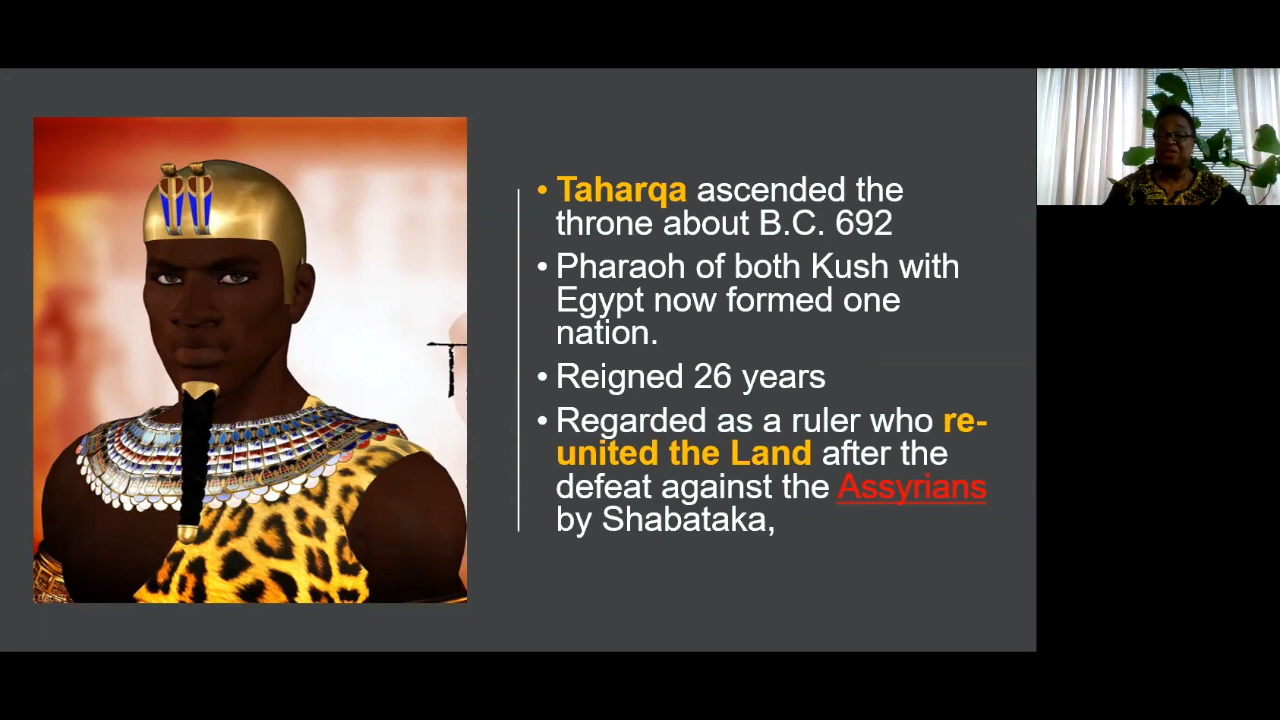 • Taharqa ascended the
throne about B.C. 692
• Pharaoh of both Kush with
Egypt now formed one
nation.
• Reigned 26 years
• Regarded as a ruler who re-
united the Land after the
defeat against the Assyrians
by Shabataka,